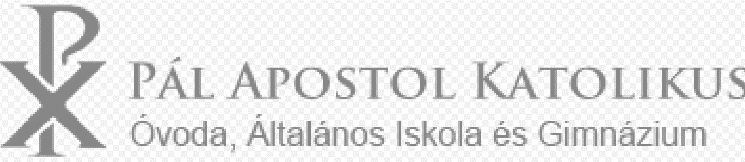 PÁL APOSTOL KATOLIKUS
Óvoda, Általános Iskola és Gimnázium